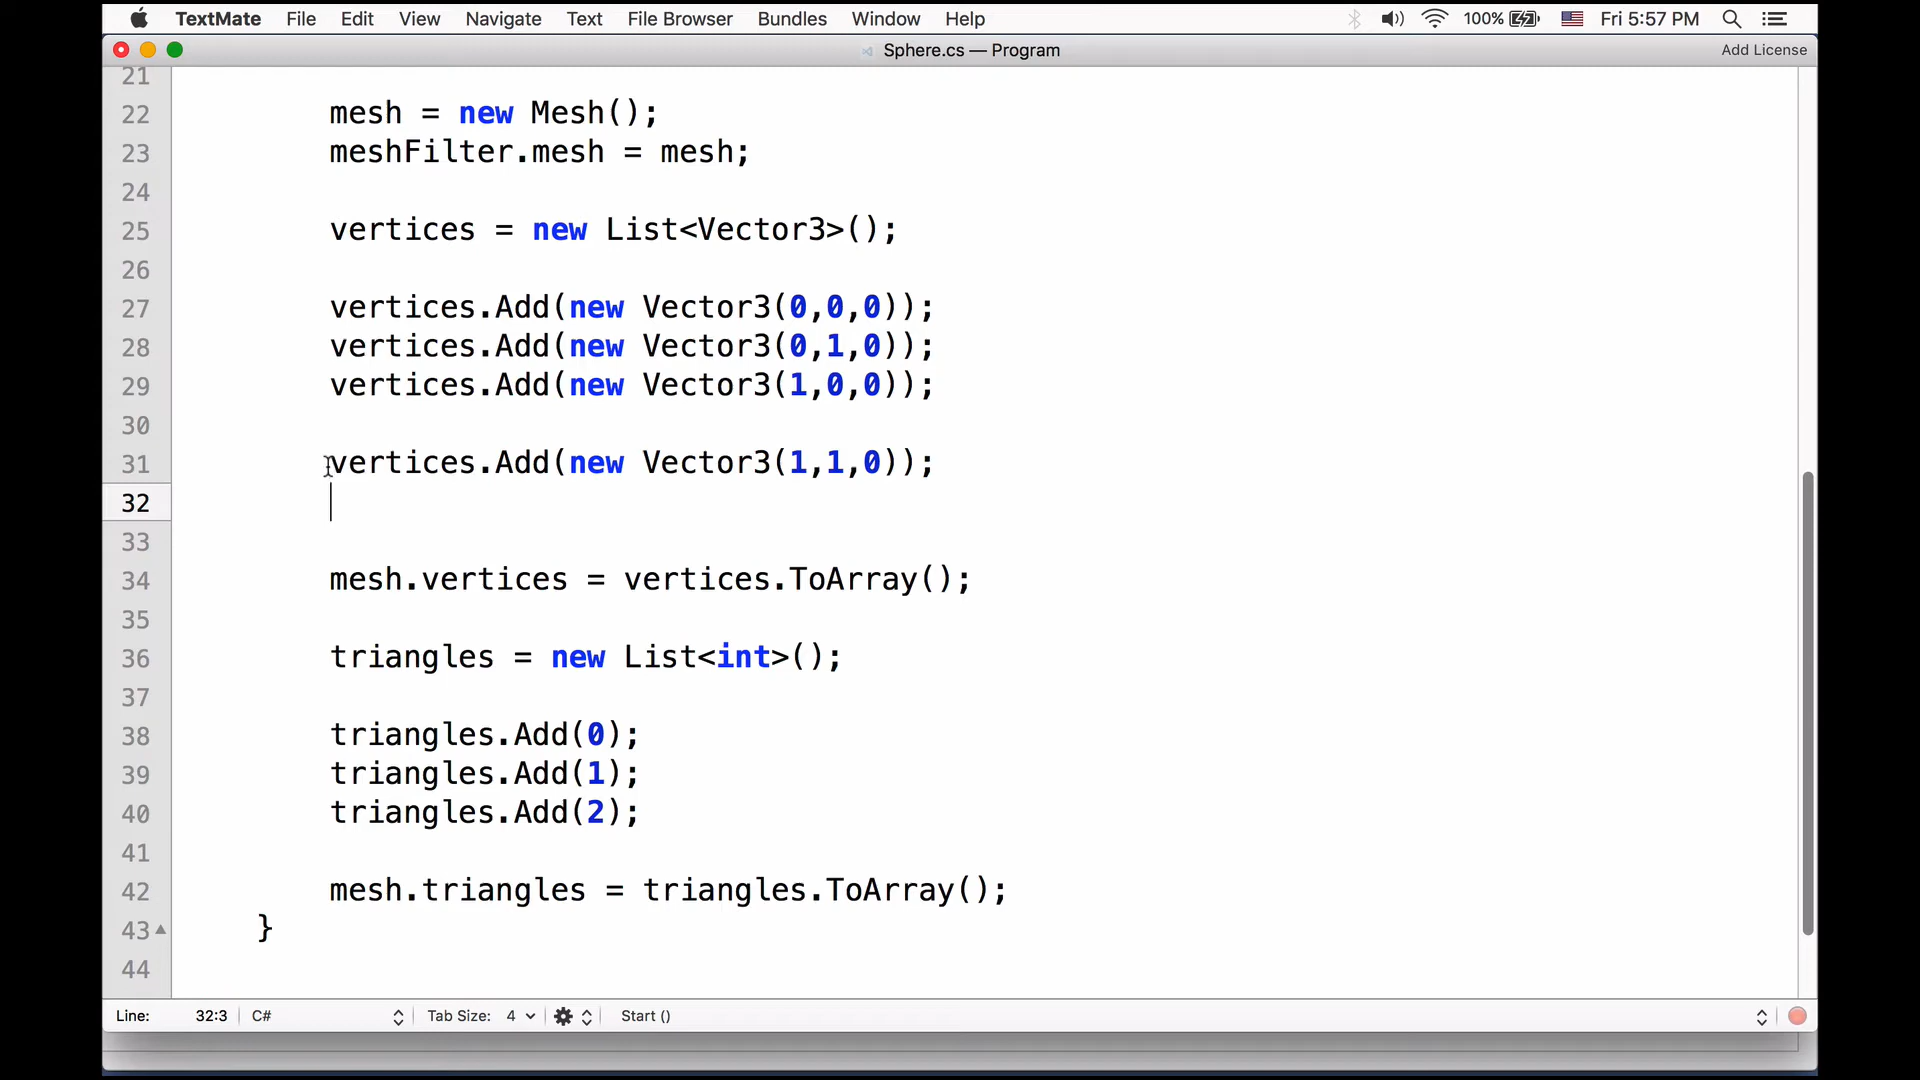 TextMate File Edit View Navigate Text File Browser Bundles Window Help 100% Fri 5:57 PM
Sphere.cs — Program Add License
21
22 mesh = new Mesh();
23 meshFilter.mesh = mesh;
24
25 vertices = new List<Vector3>();
26
27 vertices.Add(new Vector3(0,0,0));
28 vertices.Add(new Vector3(0,1,0));
29 vertices.Add(new Vector3(1,0,0));
30
31 vertices.Add(new Vector3(1,1,0));
32
33
34 mesh.vertices = vertices.ToArray();
35
36 triangles = new List<int>();
37
38 triangles.Add(0);
39 triangles.Add(1);
40 triangles.Add(2);
41
42 mesh.triangles = triangles.ToArray();
43 }
44
Line: 32:3 C# Tab Size: 4 Start ()